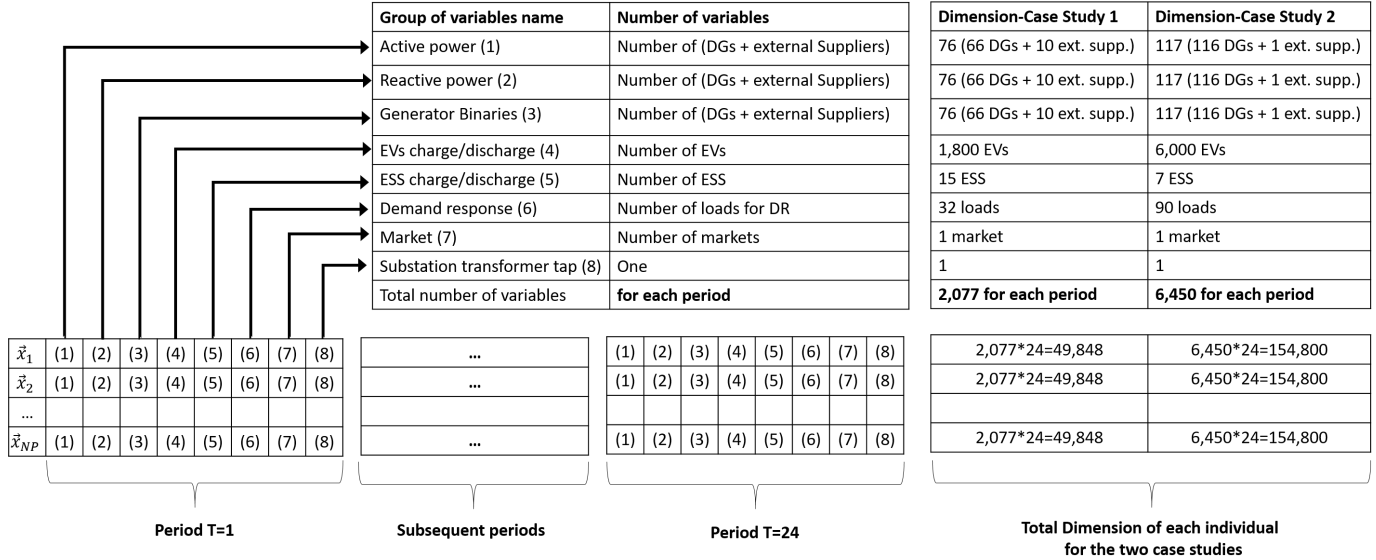 Group of variables name Number of variables Dimension-Case Study 1 Dimension-Case Study 2
Active power (1) Number of (DGs + external Suppliers) 76 (66 DGs + 10 ext. supp.) 117 (116 DGs + 1 ext. supp.)
Reactive power (2) Number of (DGs + external Suppliers) 76 (66 DGs + 10 ext. supp.) 117 (116 DGs + 1 ext. supp.)
Generator Binaries (3) Number of (DGs + external Suppliers) 76 (66 DGs + 10 ext. supp.) 117 (116 DGs + 1 ext. supp.)
EVs charge/discharge (4) Number of EVs 1,800 EVs 6,000 EVs
ESS charge/discharge (5) Number of ESS 15 ESS 7 ESS
Demand response (6) Number of loads for DR 32 loads 90 loads
Market (7) Number of markets 1 market 1 market
Substation transformer tap (8) One 1 1
Total number of variables for each period 2,077 for each period 6,450 for each period
x⃗₁ (1) (2) (3) (4) (5) (6) (7) (8) ... (1) (2) (3) (4) (5) (6) (7) (8) 2,077*24=49,848 6,450*24=154,800
x⃗₂ (1) (2) (3) (4) (5) (6) (7) (8) ... (1) (2) (3) (4) (5) (6) (7) (8) 2,077*24=49,848 6,450*24=154,800
...
x⃗NP (1) (2) (3) (4) (5) (6) (7) (8) ... (1) (2) (3) (4) (5) (6) (7) (8) 2,077*24=49,848 6,450*24=154,800
Period T=1 Subsequent periods Period T=24 Total Dimension of each individual
for the two case studies